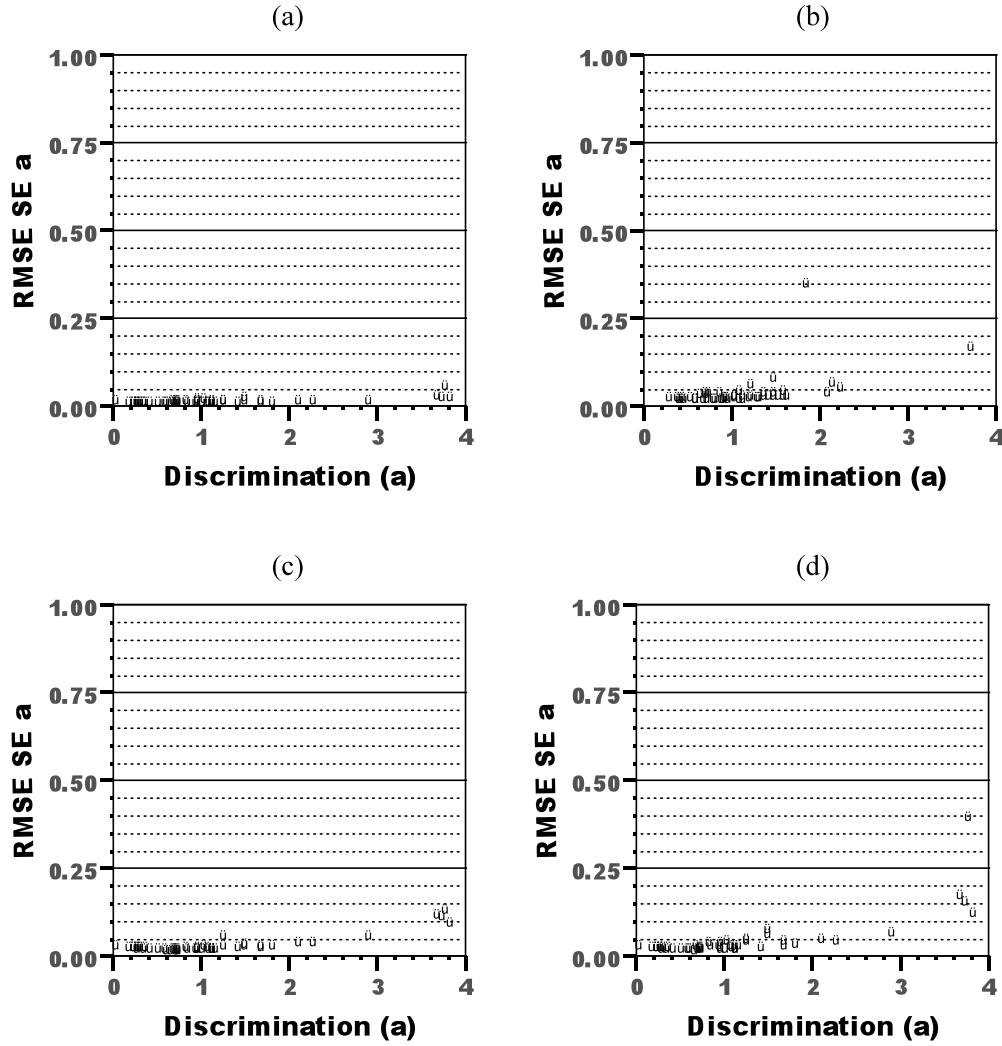 (a) (b)
1.00 1.00
0.75 0.75
0.50 0.50
0.25 0.25
0.00 0.00
0 1 2 3 4 0 1 2 3 4
RMSE SE a RMSE SE a
Discrimination (a) Discrimination (a)
(c) (d)
1.00 1.00
0.75 0.75
0.50 0.50
0.25 0.25
0.00 0.00
0 1 2 3 4 0 1 2 3 4
RMSE SE a RMSE SE a
Discrimination (a) Discrimination (a)